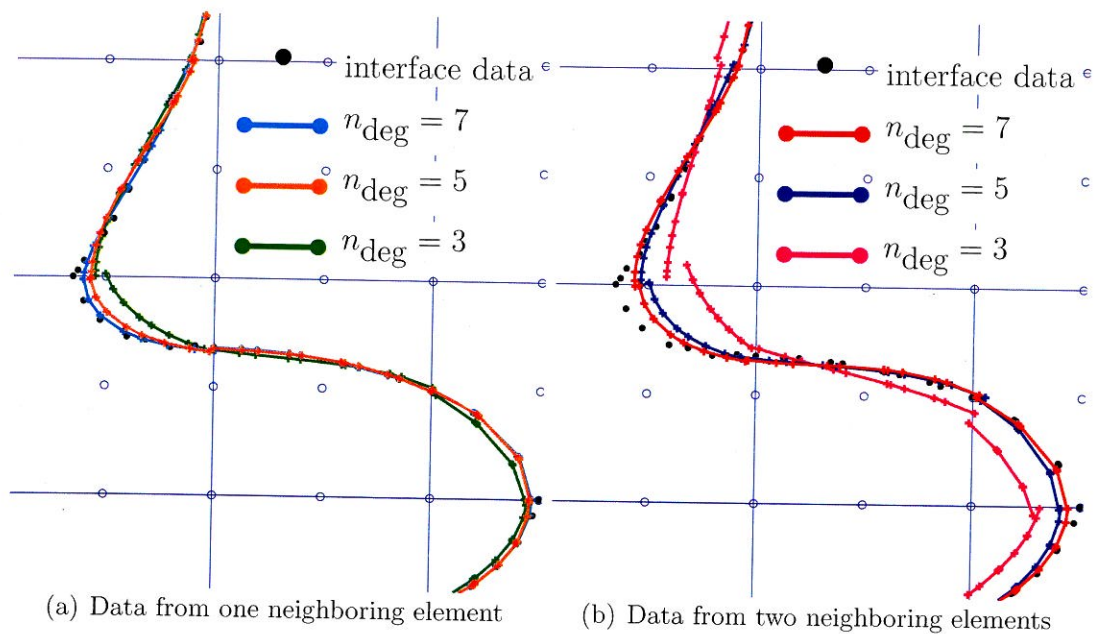 interface data
n_deg = 7
n_deg = 5
n_deg = 3
(a) Data from one neighboring element
interface data
n_deg = 7
n_deg = 5
n_deg = 3
(b) Data from two neighboring elements